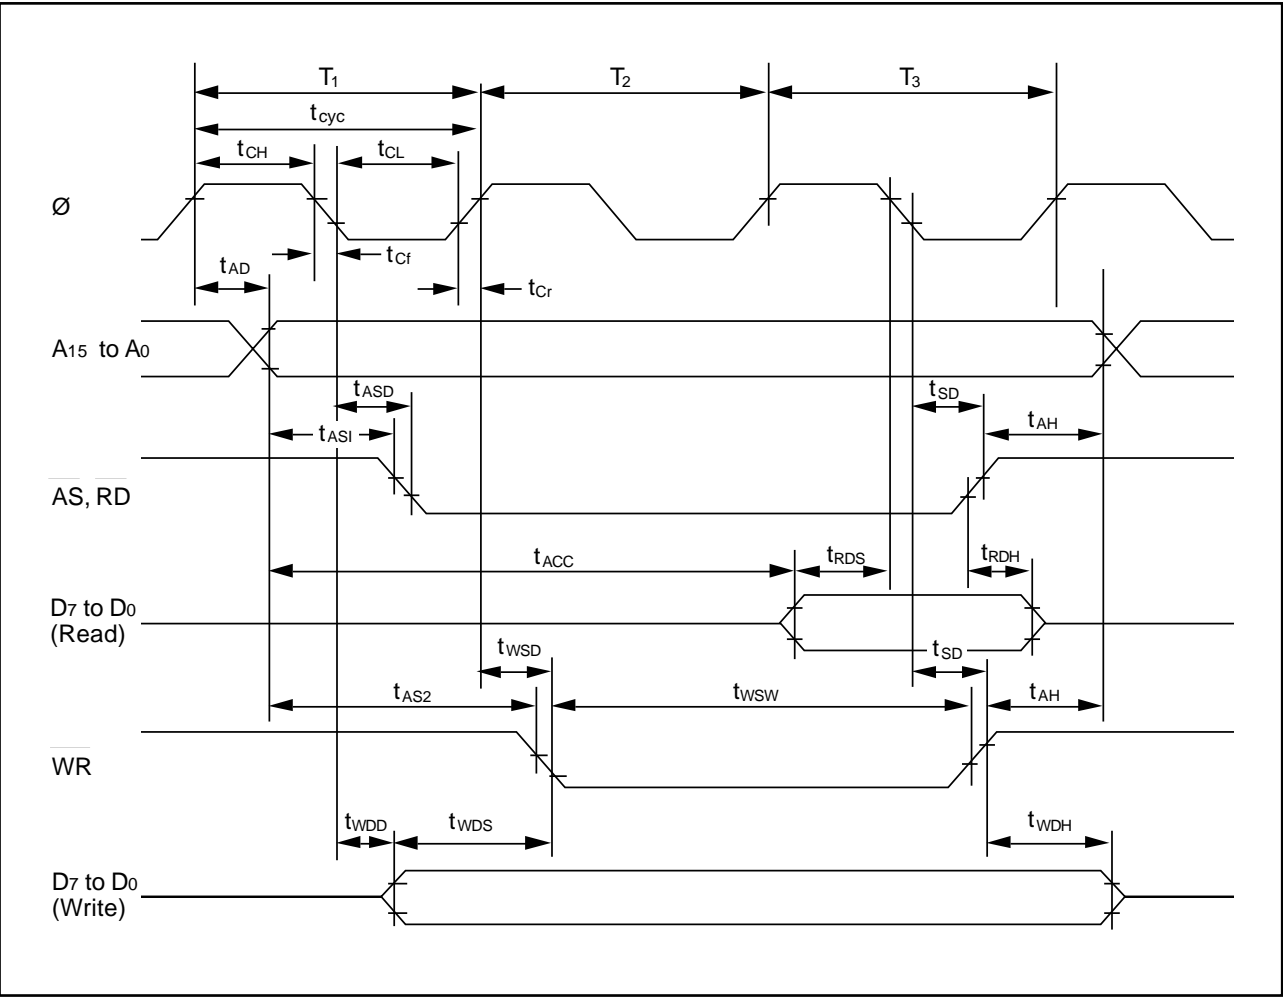 T1 T2 T3
tcyc
tCH tCL
Ø
tCf
tAD
tCr
A15 to A0
tASD tSD
tASI tAH
AS, RD
tACC tRDS tRDH
D7 to D0
(Read)
tWSD tSD
tAS2 tWSW tAH
WR
tWDD tWDS tWDH
D7 to D0
(Write)